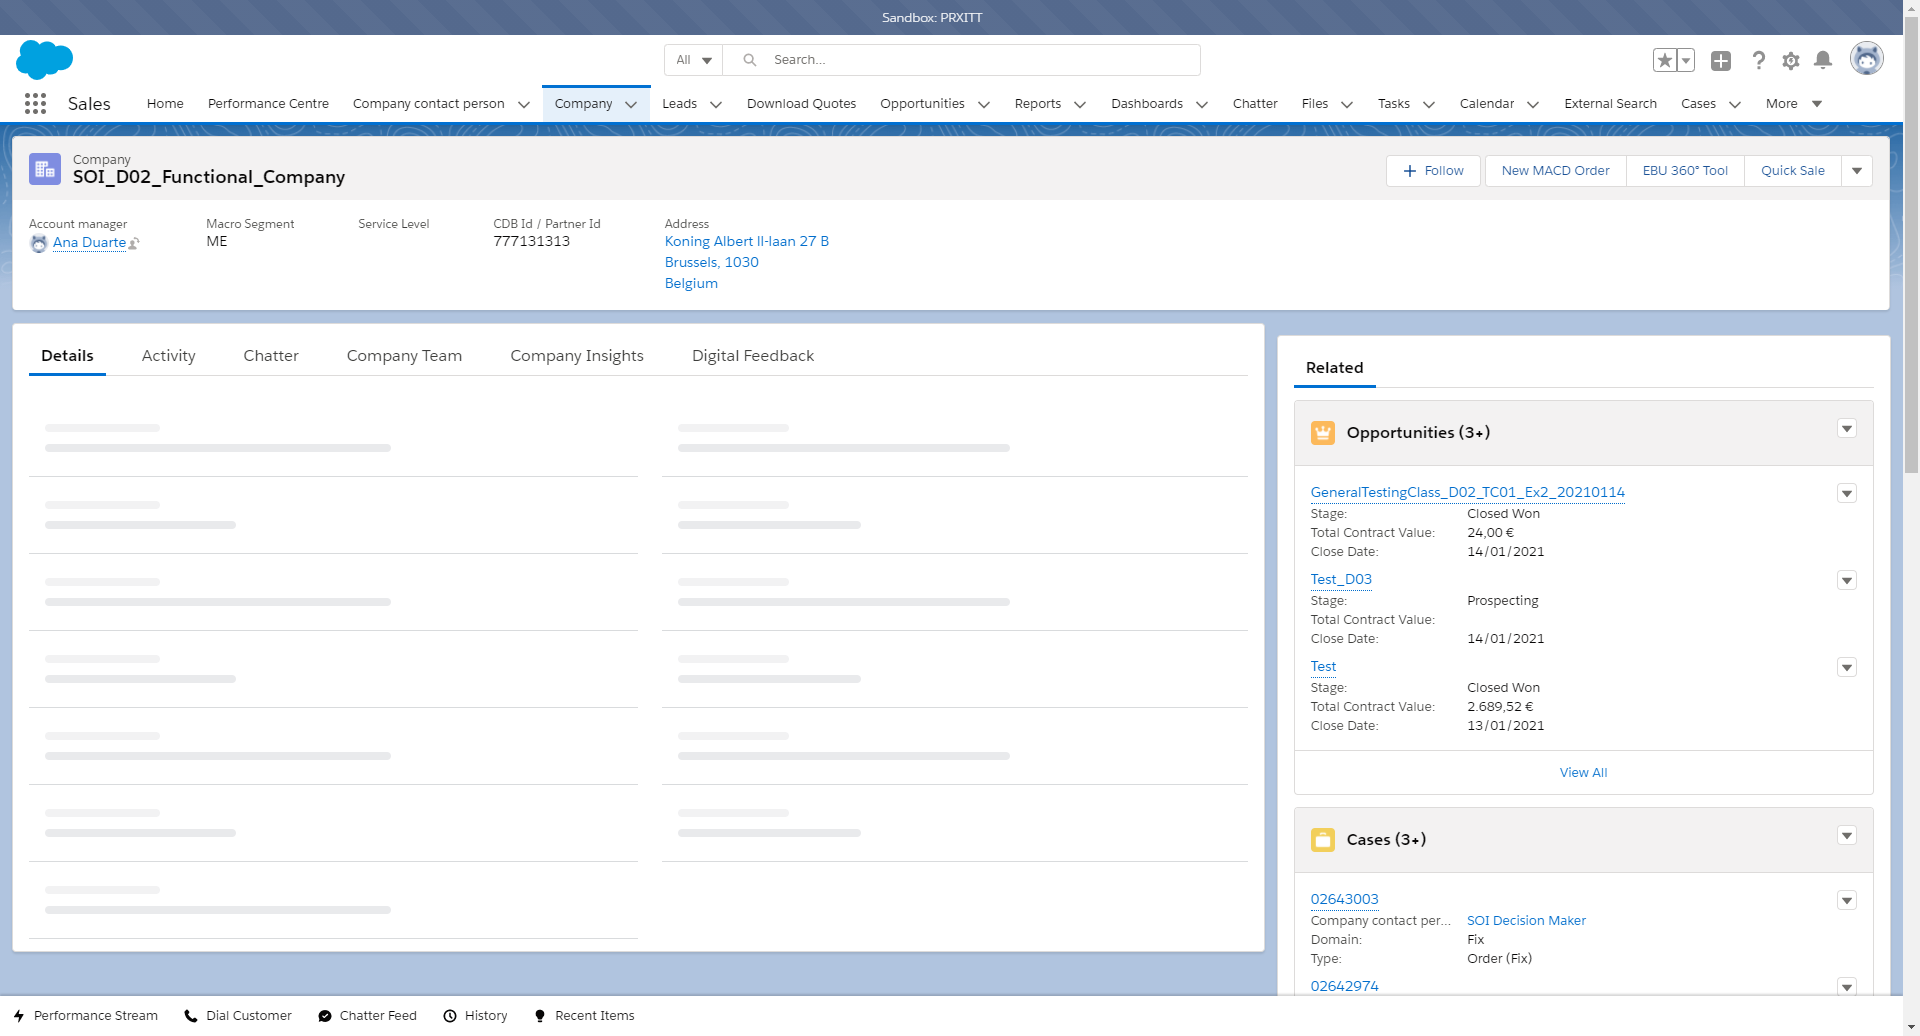 Sandbox: PRXITT
All
Search...
Sales
Home
Performance Centre
Company contact person
Company
Leads
Download Quotes
Opportunities
Reports
Dashboards
Chatter
Files
Tasks
Calendar
External Search
Cases
More
Company
SOI_D02_Functional_Company
Follow
New MACD Order
EBU 360° Tool
Quick Sale
Account manager
Ana Duarte
Macro Segment
ME
Service Level
CDB Id / Partner Id
777131313
Address
Koning Albert II-laan 27 B
Brussels, 1030
Belgium
Details
Activity
Chatter
Company Team
Company Insights
Digital Feedback
Related
Opportunities (3+)
GeneralTestingClass_D02_TC01_Ex2_20210114
Stage: Closed Won
Total Contract Value: 24,00 €
Close Date: 14/01/2021
Test_D03
Stage: Prospecting
Total Contract Value:
Close Date: 14/01/2021
Test
Stage: Closed Won
Total Contract Value: 2.689,52 €
Close Date: 13/01/2021
View All
Cases (3+)
02643003
Company contact per... SOI Decision Maker
Domain: Fix
Type: Order (Fix)
02642974
Performance Stream
Dial Customer
Chatter Feed
History
Recent Items